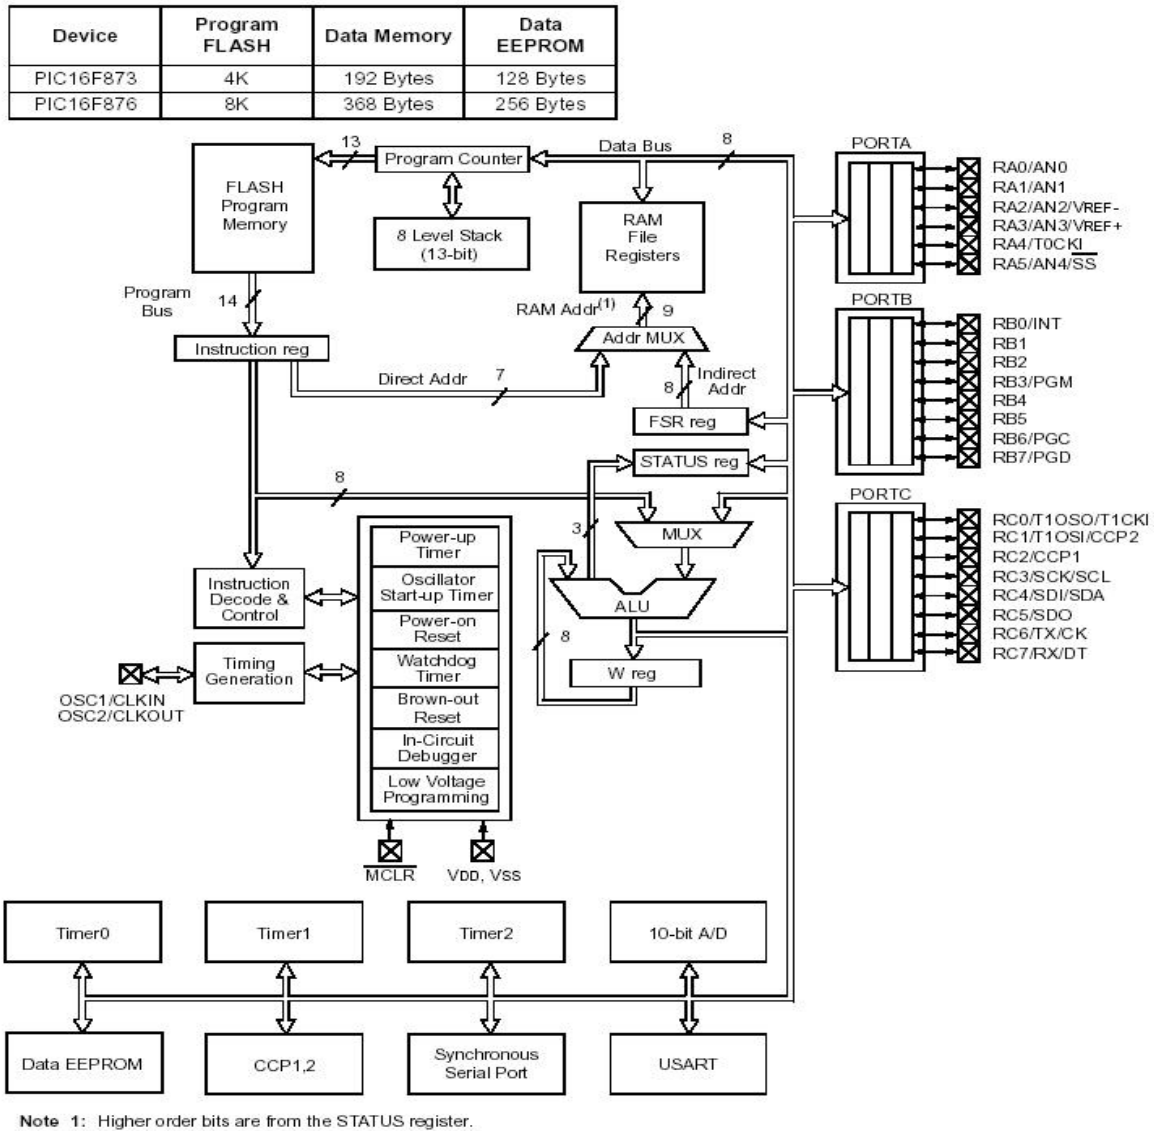 Device Program FLASH Data Memory Data EEPROM
PIC16F873 4K 192 Bytes 128 Bytes
PIC16F876 8K 368 Bytes 256 Bytes
13
Program Counter
Data Bus
8
FLASH
Program
Memory
8 Level Stack
(13-bit)
RAM
File
Registers
Program
Bus
14
RAM Addr(1)
9
Addr MUX
Instruction reg
Direct Addr
7
Indirect
Addr
8
FSR reg
STATUS reg
8
3
MUX
ALU
8
W reg
Instruction
Decode &
Control
Timing
Generation
OSC1/CLKIN
OSC2/CLKOUT
Power-up
Timer
Oscillator
Start-up Timer
Power-on
Reset
Watchdog
Timer
Brown-out
Reset
In-Circuit
Debugger
Low Voltage
Programming
MCLR
VDD, VSS
PORTA
RA0/AN0
RA1/AN1
RA2/AN2/VREF-
RA3/AN3/VREF+
RA4/T0CKI
RA5/AN4/SS
PORTB
RB0/INT
RB1
RB2
RB3/PGM
RB4
RB5
RB6/PGC
RB7/PGD
PORTC
RC0/T1OSO/T1CKI
RC1/T1OSI/CCP2
RC2/CCP1
RC3/SCK/SCL
RC4/SDI/SDA
RC5/SDO
RC6/TX/CK
RC7/RX/DT
Timer0
Timer1
Timer2
10-bit A/D
Data EEPROM
CCP1,2
Synchronous
Serial Port
USART
Note 1: Higher order bits are from the STATUS register.